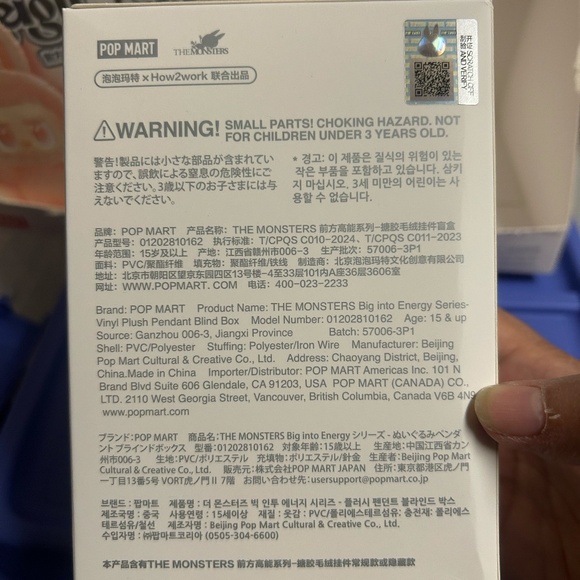 POP MART
THEMONSTERS
泡泡玛特 × How2work 联合出品
SCRATCH OFF
AND VERIFY
WARNING! SMALL PARTS! CHOKING HAZARD. NOT
FOR CHILDREN UNDER 3 YEARS OLD.
警告!製品には小さな部品が含まれていま
すので、誤飲による窒息の危険性にご
注意ください。3歳以下のお子さまには与
えないでください。
* 경고: 이 제품은 질식의 위험이 있는
작은 부품을 포함하고 있습니다. 삼키
지 마십시오. 3세 미만의 어린이는 사
용할 수 없습니다.
品牌: POP MART 产品名称: THE MONSTERS 前方高能系列-搪胶毛绒挂件盲盒
产品型号: 01202810162 执行标准: T/CPQS C010-2024、T/CPQS C011-2023
年龄范围: 15岁及以上 产地: 江西省赣州市006-3 生产批次: 57006-3P1
面料: PVC/聚酯纤维 填充物: 聚酯纤维/铁线 制造商: 北京泡泡玛特文化创意有限公司
地址: 北京市朝阳区望京东园四区13号楼-4至33层101内A座36层3606室
网址: WWW.POPMART.COM 电话: 400-023-2233
Brand: POP MART Product Name: THE MONSTERS Big into Energy Series-
Vinyl Plush Pendant Blind Box Model Number: 01202810162 Age: 15 & up
Source: Ganzhou 006-3, Jiangxi Province Batch: 57006-3P1
Shell: PVC/Polyester Stuffing: Polyester/Iron Wire Manufacturer: Beijing
Pop Mart Cultural & Creative Co., Ltd. Address: Chaoyang District, Beijing,
China.Made in China Importer/Distributor: POP MART Americas Inc. 101 N
Brand Blvd Suite 606 Glendale, CA 91203, USA POP MART (CANADA) CO.,
LTD. 2110 West Georgia Street, Vancouver, British Columbia, Canada V6B 4N9
www.popmart.com
ブランド: POP MART 商品名: THE MONSTERS Big into Energy シリーズ - ぬいぐるみペンダ
ント ブラインドボックス 型番: 01202810162 対象年齢: 15歳以上 生産地: 中国江西省カン
州市006-3 生地: PVC/ポリエステル 充填物: ポリエステル/針金 生産者: Beijing Pop Mart
Cultural & Creative Co., Ltd. 販売元: 株式会社POP MART JAPAN 住所: 東京都港区虎ノ門
一丁目13番5号 VORT虎ノ門Ⅱ 7階 お問い合わせ先: usersupport@popmart.co.jp
브랜드: 팝마트 제품명: 더 몬스터즈 빅 인투 에너지 시리즈 - 플러시 펜던트 블라인드 박스
제조국: 중국 사용연령: 15세이상 재질: 옷감: PVC/폴리에스테르섬유; 충전재: 폴리에스
테르섬유/철선 제조자명: Beijing Pop Mart Cultural & Creative Co., Ltd.
수입자명: ㈜팝마트코리아 (0505-304-6600)
本产品含有THE MONSTERS 前方高能系列-搪胶毛绒挂件常规款或隐藏款